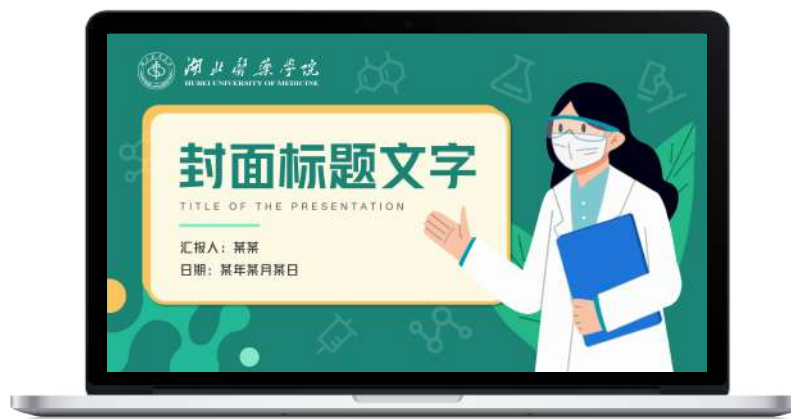 湖北医药学院
HUBEI UNIVERSITY OF MEDICINE
封面标题文字
TITLE OF THE PRESENTATION
汇报人：某某
日期：某年某月某日